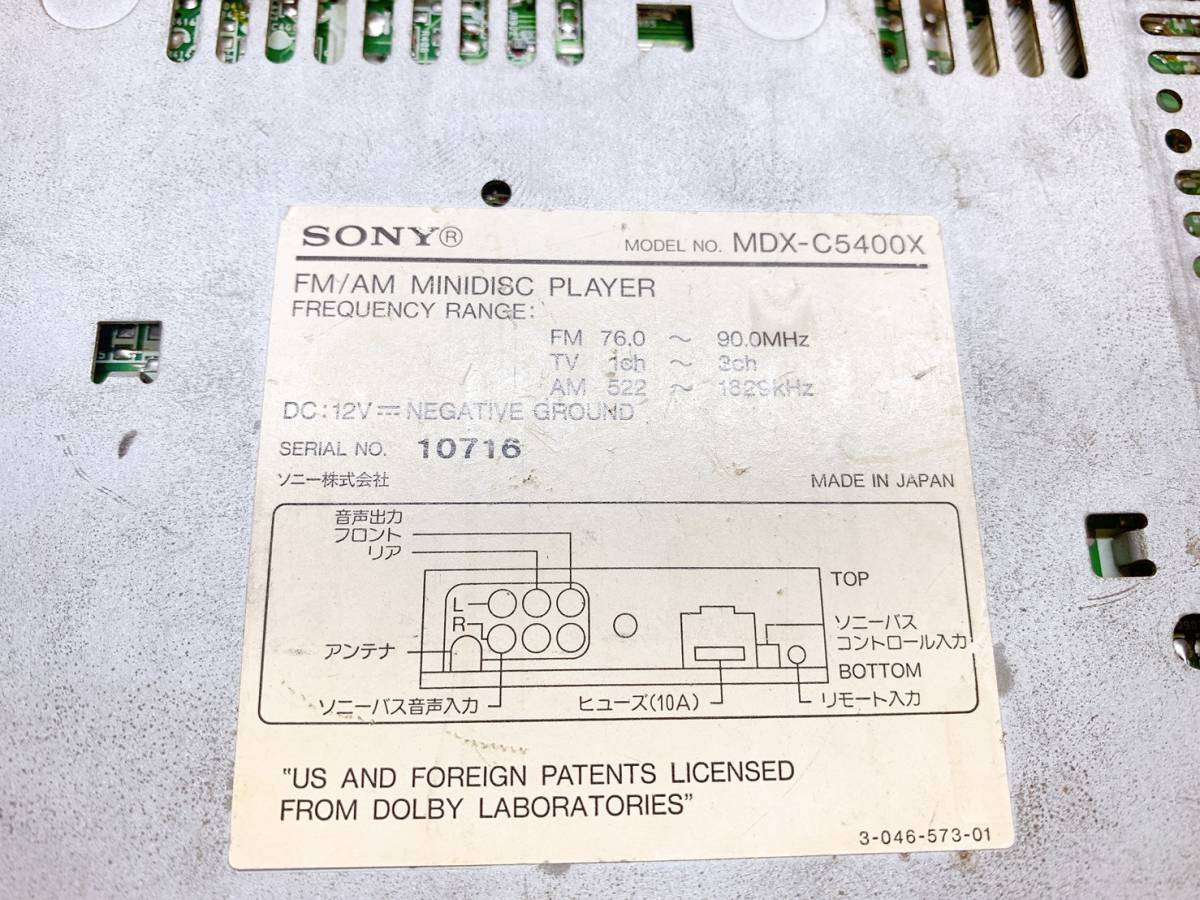 SONY®
MODEL NO. MDX-C5400X
FM/AM MINIDISC PLAYER
FREQUENCY RANGE:
FM 76.0 ~ 90.0MHz
TV 1ch ~ 3ch
AM 522 ~ 1629KHz
DC:12V⎓NEGATIVE GROUND
SERIAL NO. 10716
ソニー株式会社
MADE IN JAPAN
音声出力
フロント
リア
TOP
L
R
アンテナ
ソニーバス
コントロール入力
BOTTOM
ソニーバス音声入力
ヒューズ(10A)
リモート入力
"US AND FOREIGN PATENTS LICENSED
FROM DOLBY LABORATORIES"
3-046-573-01